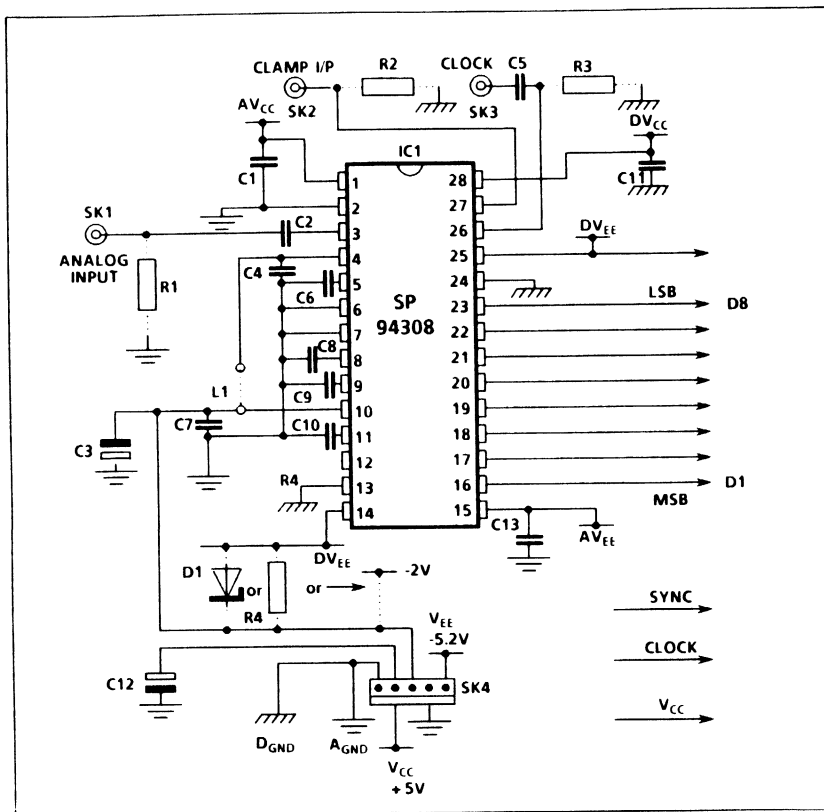 CLAMP I/P
SK2
R2
CLOCK
SK3
C5
R3
AVCC
C1
IC1
DVCC
C11
SK1
ANALOG
INPUT
R1
C2
C4
C6
C8
C9
C10
L1
C7
C3
R4
1
2
3
4
5
6
7
8
9
10
11
12
13
14
SP
94308
28
27
26
25
24
23
22
21
20
19
18
17
16
15
DVEE
LSB
D8
D1
MSB
C13
AVEE
DVEE
D1
or
R4
or
-2V
VEE
-5.2V
SK4
C12
DGND
AGND
VCC
+5V
SYNC
CLOCK
VCC